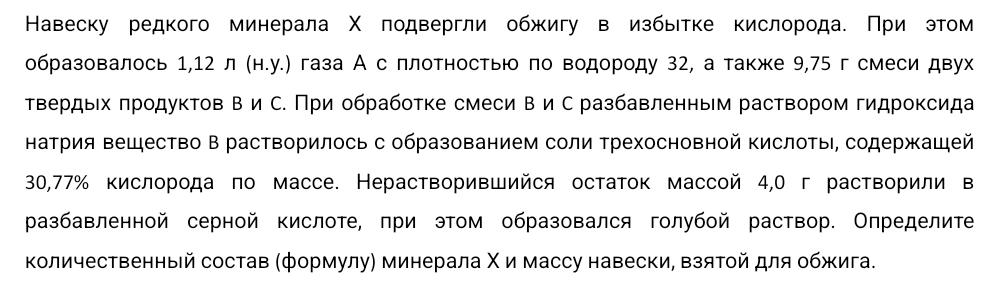 Навеску редкого минерала X подвергли обжигу в избытке кислорода. При этом
образовалось 1,12 л (н.у.) газа А с плотностью по водороду 32, а также 9,75 г смеси двух
твердых продуктов B и C. При обработке смеси B и C разбавленным раствором гидроксида
натрия вещество B растворилось с образованием соли трехосновной кислоты, содержащей
30,77% кислорода по массе. Нерастворившийся остаток массой 4,0 г растворили в
разбавленной серной кислоте, при этом образовался голубой раствор. Определите
количественный состав (формулу) минерала X и массу навески, взятой для обжига.